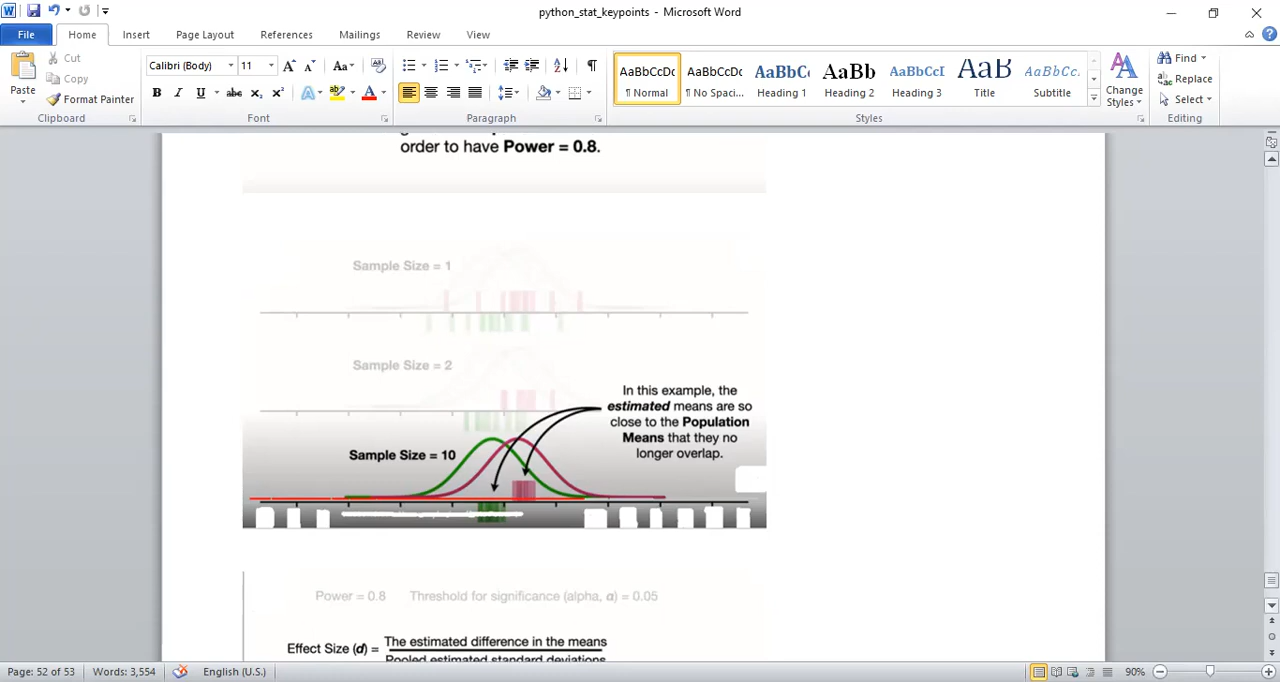 python_stat_keypoints - Microsoft Word
File Home Insert Page Layout References Mailings Review View
Paste
Cut
Copy
Format Painter
Clipboard
Calibri (Body) 11
Font
Paragraph
AaBbCcDc AaBbCcDc AaBbC AaBb AaBbCcI AaB AaBbCc.
¶ Normal ¶ No Spaci... Heading 1 Heading 2 Heading 3 Title Subtitle
Change
Styles
Styles
Find
Replace
Select
Editing
order to have Power = 0.8.
Sample Size = 1
Sample Size = 2
In this example, the
estimated means are so
close to the Population
Means that they no
longer overlap.
Sample Size = 10
Power = 0.8 Threshold for significance (alpha, α) = 0.05
Effect Size (d) = The estimated difference in the means
Pooled estimated standard deviations
Page: 52 of 53 Words: 3,554 English (U.S.) 90%